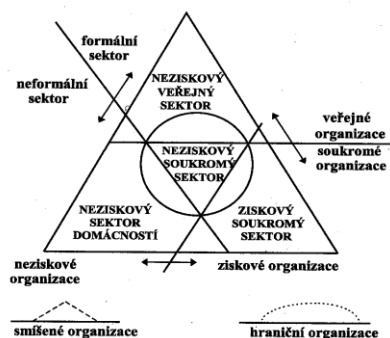 formální
sektor
neformální
sektor
NEZISKOVÝ
VEŘEJNÝ
SEKTOR
veřejné
organizace
soukromé
organizace
NEZISKOVÝ
SOUKROMÝ
SEKTOR
NEZISKOVÝ
SEKTOR
DOMÁCNOSTÍ
ZISKOVÝ
SOUKROMÝ
SEKTOR
neziskové
organizace
ziskové organizace
smíšené organizace
hraniční organizace